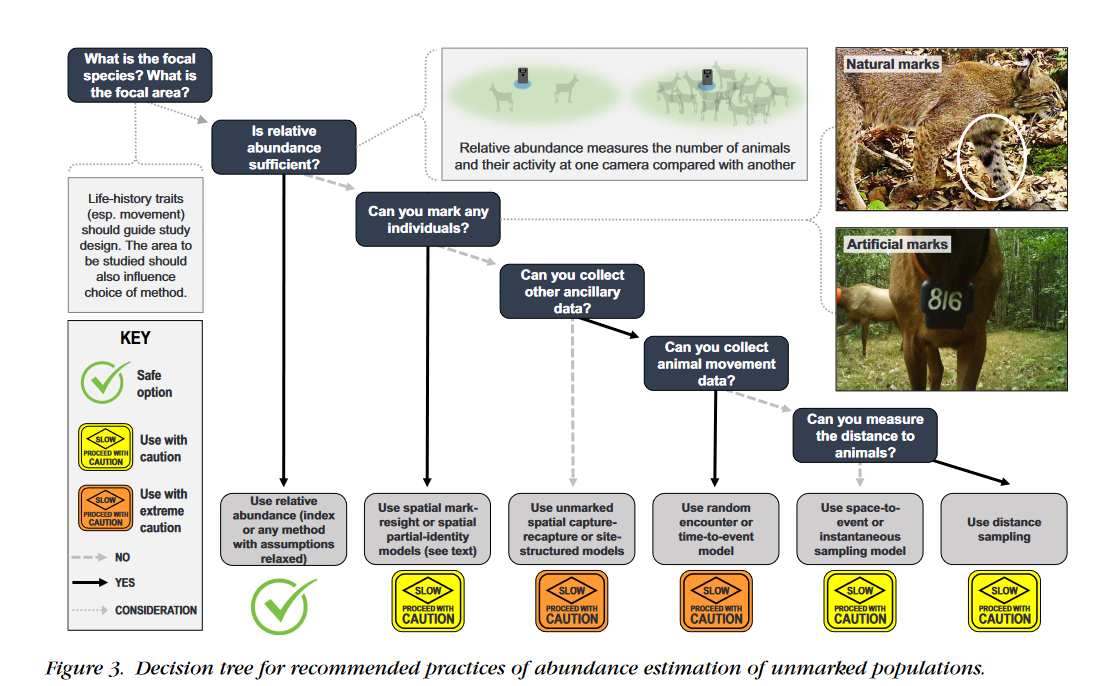 What is the focal
species? What is
the focal area?
Is relative
abundance
sufficient?
Relative abundance measures the number of animals
and their activity at one camera compared with another
Natural marks
Life-history traits
(esp. movement)
should guide study
design. The area to
be studied should
also influence
choice of method.
Can you mark any
individuals?
Artificial marks
816
Can you collect
other ancillary
data?
Can you collect
animal movement
data?
Can you measure
the distance to
animals?
KEY
Safe
option
SLOW
PROCEED WITH
CAUTION
Use with
caution
SLOW
PROCEED WITH
CAUTION
Use with
extreme
caution
NO
YES
CONSIDERATION
Use relative
abundance (index
or any method
with assumptions
relaxed)
Use spatial mark-
resight or spatial
partial-identity
models (see text)
Use unmarked
spatial capture-
recapture or site-
structured models
Use random
encounter or
time-to-event
model
Use space-to-
event or
instantaneous
sampling model
Use distance
sampling
SLOW
PROCEED WITH
CAUTION
SLOW
PROCEED WITH
CAUTION
SLOW
PROCEED WITH
CAUTION
SLOW
PROCEED WITH
CAUTION
SLOW
PROCEED WITH
CAUTION
Figure 3. Decision tree for recommended practices of abundance estimation of unmarked populations.